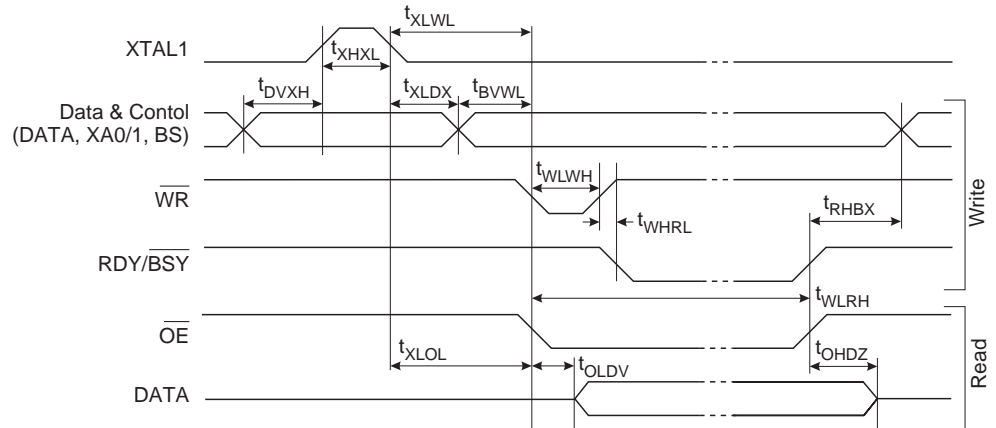 tXLWL
XTAL1
tXHXL
tDVXH
tXLDX
tBVWL
Data & Contol
(DATA, XA0/1, BS)
tWLWH
WR
tRHBX
tWHRL
Write
RDY/BSY
tWLRH
OE
tXLOL
tOHDZ
tOLDV
Read
DATA